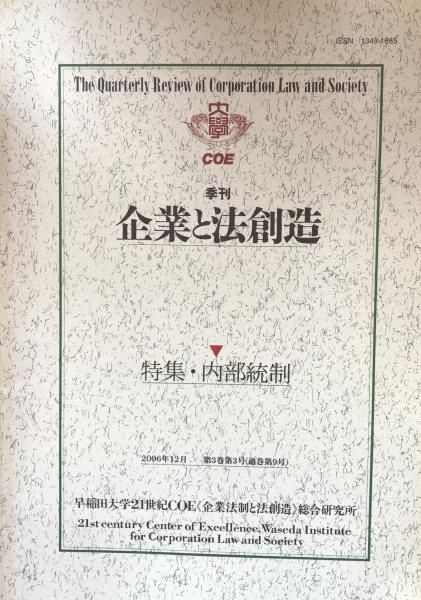 ISSN 1349-1665
The Quarterly Review of Corporation Law and Society
大學
COE
季刊
企業と法創造
特集・内部統制
2006年12月 第3巻第3号(通巻第9号)
早稲田大学21世紀COE《企業法制と法創造》総合研究所
21st century Center of Excellence, Waseda Institute
for Corporation Law and Society